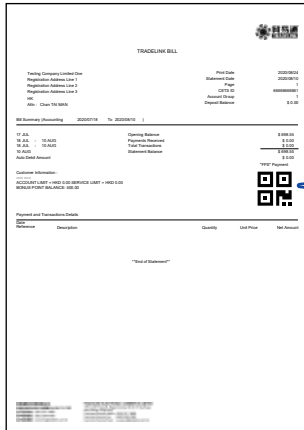 貿易通
TRADELINK BILL
Testing Company Limited One
Registration Address Line 1
Registration Address Line 2
Registration Address Line 3
HK
Attn : Chan TAI MAN
Print Date 2020/08/24
Statement Date 2020/08/10
Page 1
CETS ID
Account Group 1
Deposit Balance $ 0.00
Bill Summary (Accounting 2020/07/18 To 2020/08/10 )
17 JUL Opening Balance
18 JUL - 10 AUG Payments Received $ 0.00
18 JUL - 10 AUG Total Transactions $ 0.00
10 AUG Statement Balance
Auto Debit Amount $ 0.00
"FPS" Payment
Customer Information :
ACCOUNT LIMIT = HKD 0.00 SERVICE LIMIT = HKD 0.00
BONUS POINT BALANCE: 600.00
Payment and Transactions Details
Date
Reference Description Quantity Unit Price Net Amount
**End of Statement**